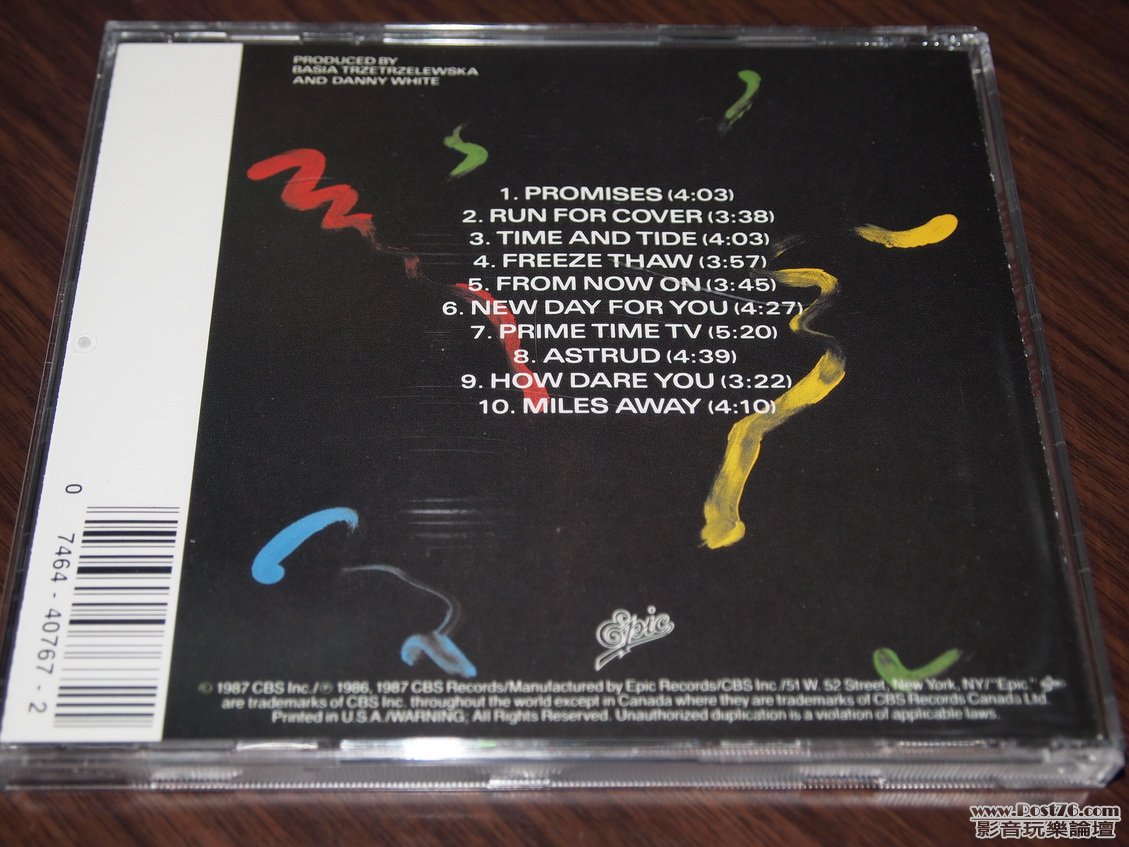 PRODUCED BY
BASIA TRZETRZELEWSKA
AND DANNY WHITE
1. PROMISES (4:03)
2. RUN FOR COVER (3:38)
3. TIME AND TIDE (4:03)
4. FREEZE THAW (3:57)
5. FROM NOW ON (3:45)
6. NEW DAY FOR YOU (4:27)
7. PRIME TIME TV (5:20)
8. ASTRUD (4:39)
9. HOW DARE YOU (3:22)
10. MILES AWAY (4:10)
0 7464-40767-2
Epic
© 1987 CBS Inc./℗ 1986, 1987 CBS Records/Manufactured by Epic Records/CBS Inc./51 W. 52 Street, New York, NY/"Epic,"
are trademarks of CBS Inc. throughout the world except in Canada where they are trademarks of CBS Records Canada Ltd.
Printed in U.S.A./WARNING: All Rights Reserved. Unauthorized duplication is a violation of applicable laws.
www.Post76.com
影音玩樂論壇